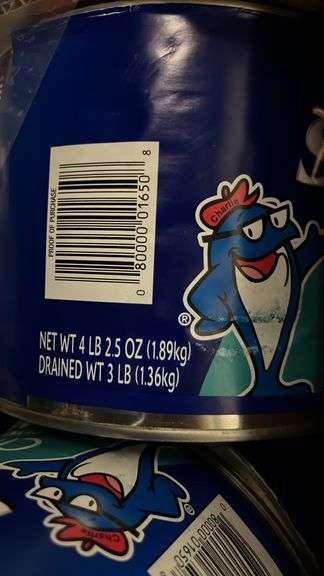 PROOF OF PURCHASE
0 80000 01650 8
Charlie
®
NET WT 4 LB 2.5 OZ (1.89kg)
DRAINED WT 3 LB (1.36kg)
Charlie
®